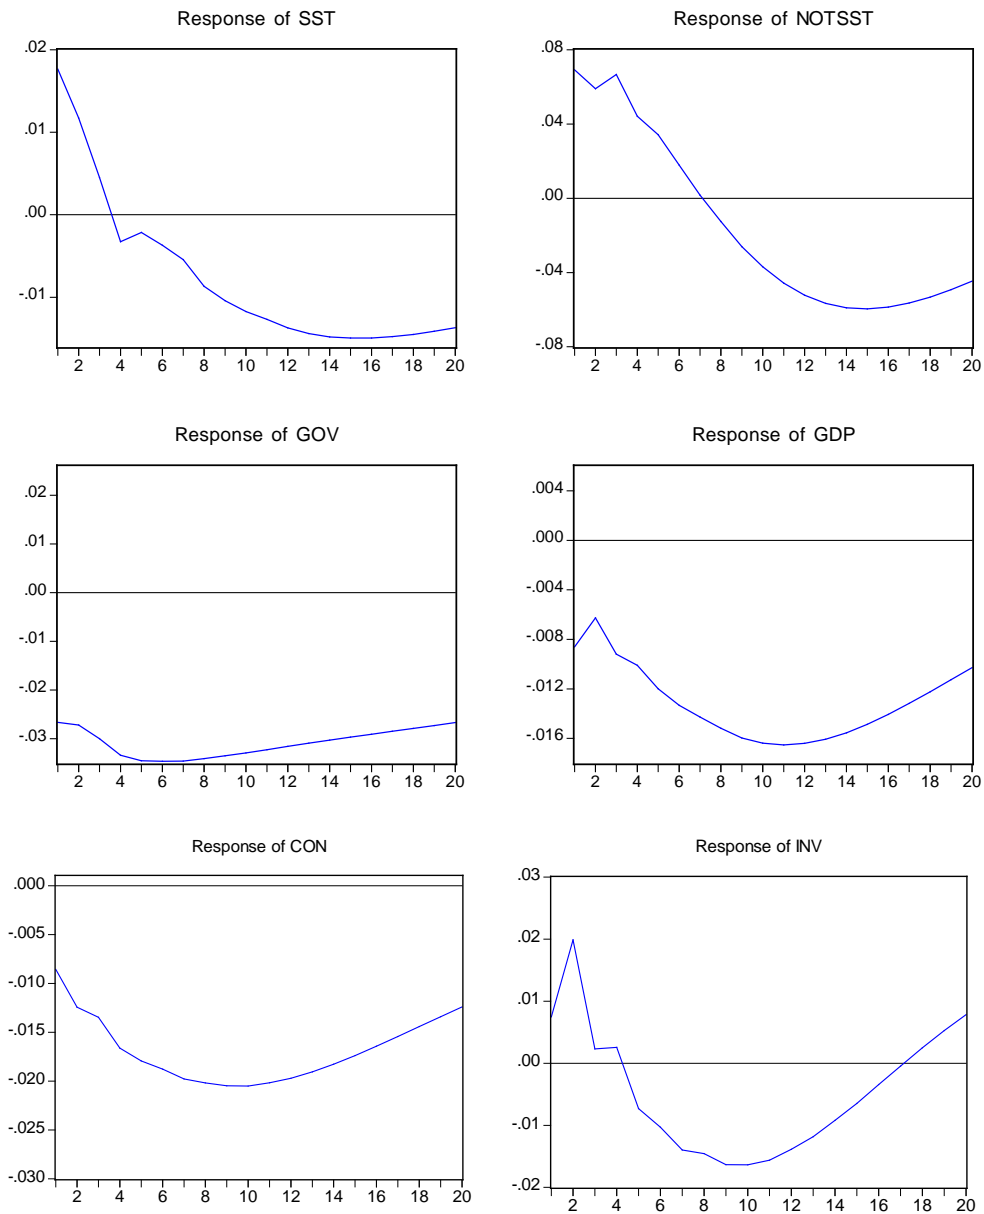 Response of SST
.02
.01
.00
-.01
2 4 6 8 10 12 14 16 18 20
Response of NOTSST
.08
.04
.00
-.04
-.08
2 4 6 8 10 12 14 16 18 20
Response of GOV
.02
.01
.00
-.01
-.02
-.03
2 4 6 8 10 12 14 16 18 20
Response of GDP
.004
.000
-.004
-.008
-.012
-.016
2 4 6 8 10 12 14 16 18 20
Response of CON
.000
-.005
-.010
-.015
-.020
-.025
-.030
2 4 6 8 10 12 14 16 18 20
Response of INV
.03
.02
.01
.00
-.01
-.02
2 4 6 8 10 12 14 16 18 20